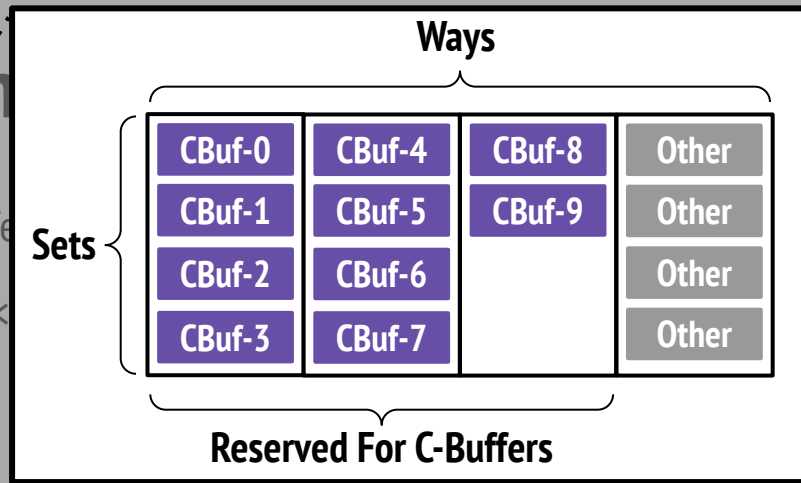 Ways
CBuf-0 CBuf-4 CBuf-8 Other
CBuf-1 CBuf-5 CBuf-9 Other
Sets
CBuf-2 CBuf-6 Other
CBuf-3 CBuf-7 Other
Reserved For C-Buffers